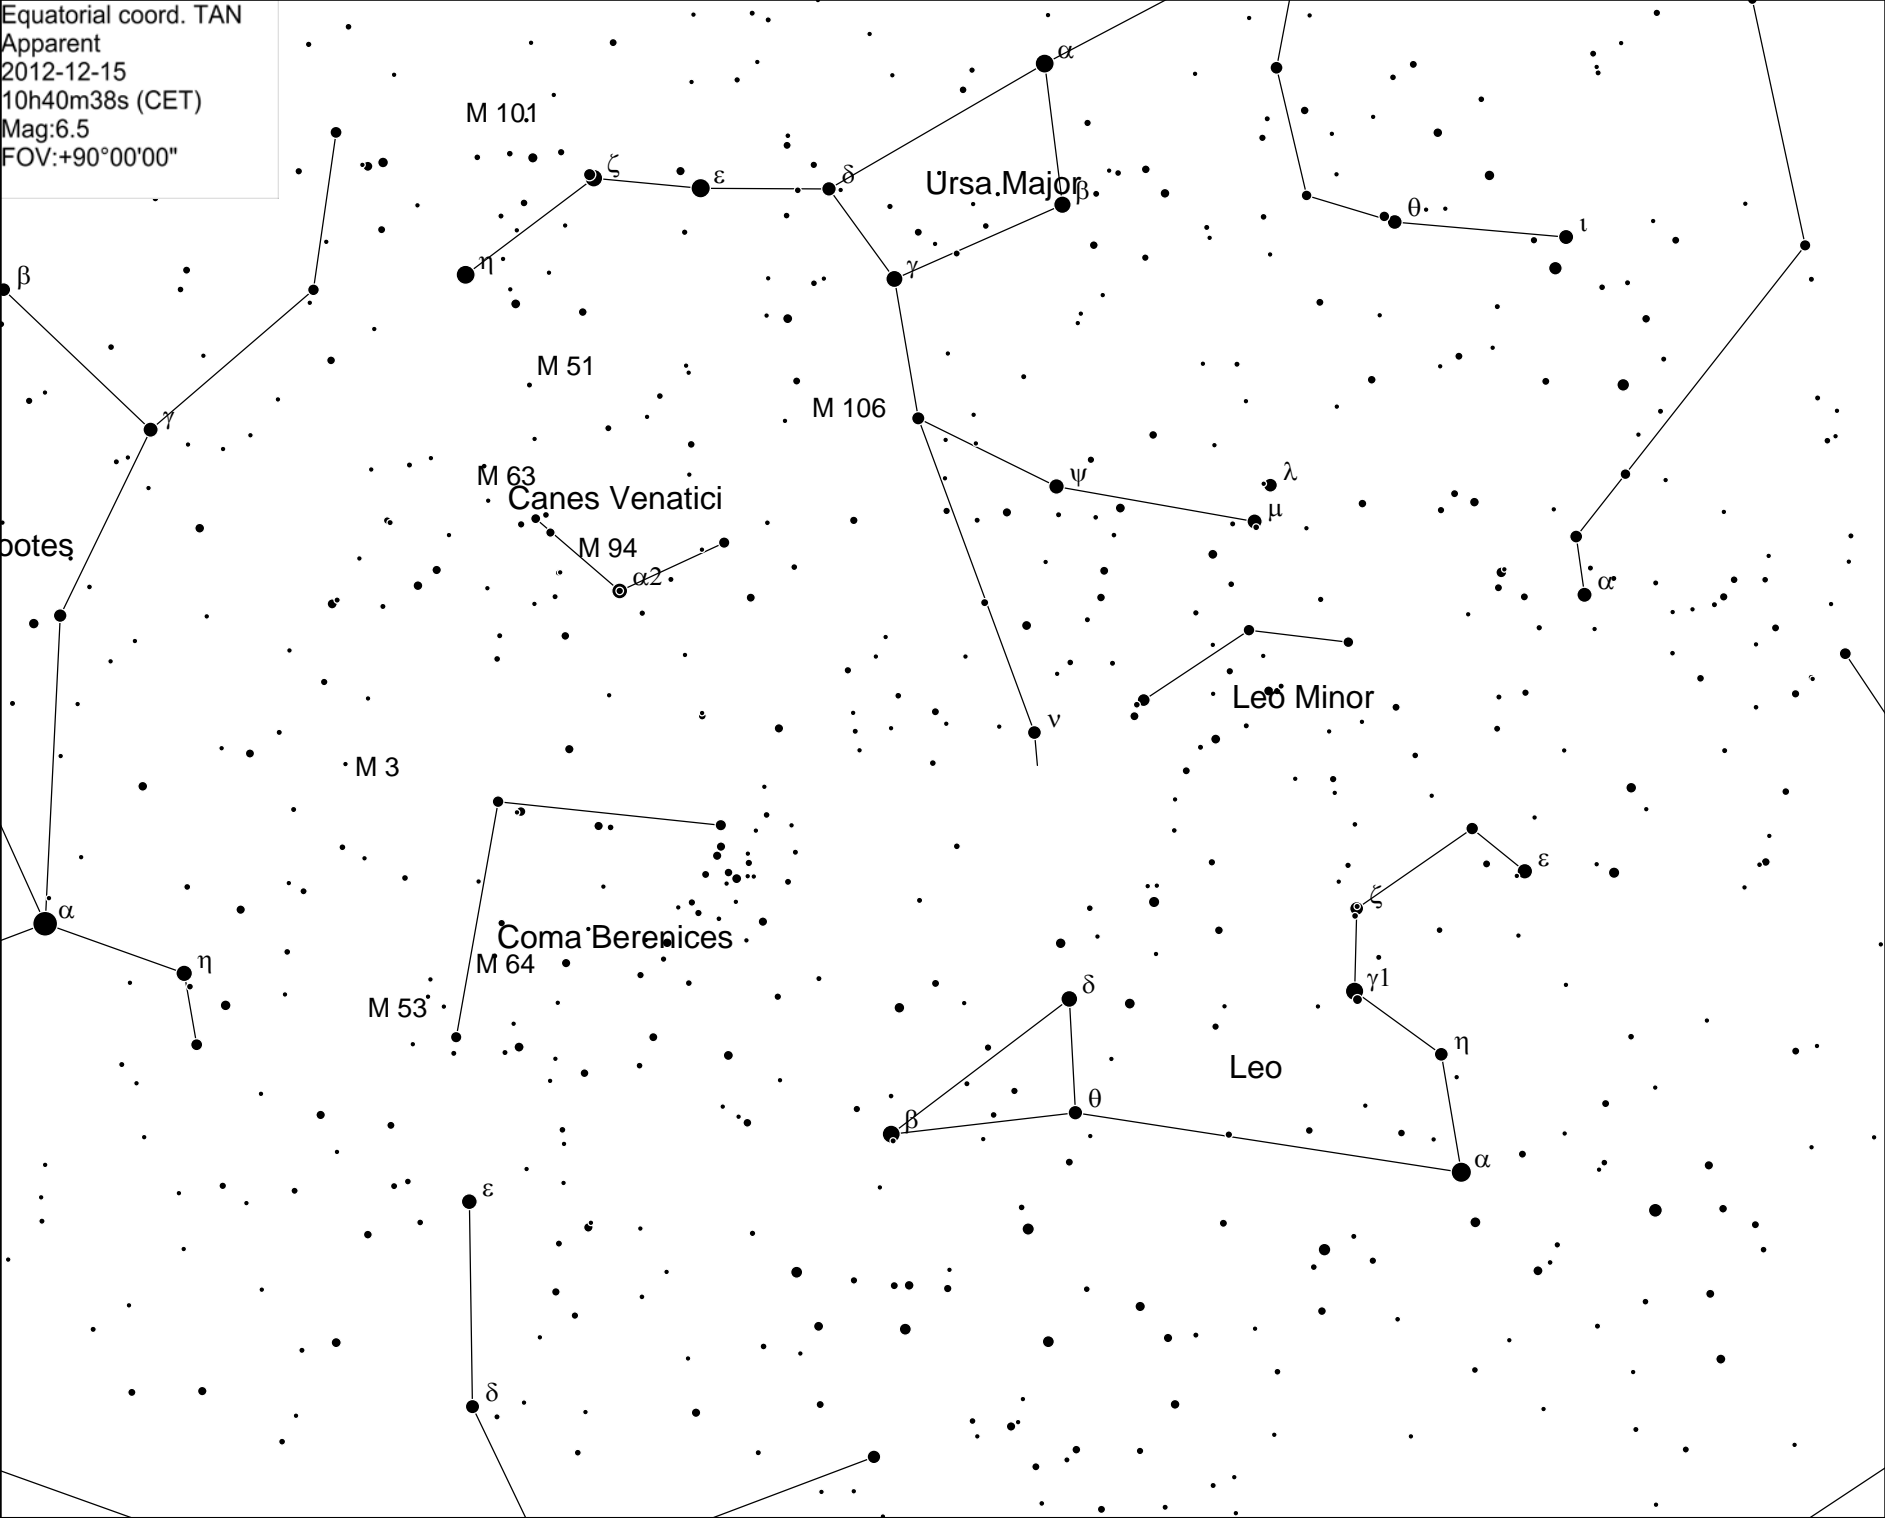 Equatorial coord. TAN
Apparent
2012-12-15
10h40m38s (CET)
Mag:6.5
FOV:+90°00'00"
α
M 101
ζ
ε
δ
Ursa Major
β
θ
ι
β
η
γ
M 51
γ
M 106
M 63
Canes Venatici
ψ
λ
μ
ootes
M 94
α2
α
Leo Minor
ν
M 3
ε
ζ
α
Coma Berenices
η
M 64
γ1
δ
M 53
η
Leo
θ
β
α
ε
δ